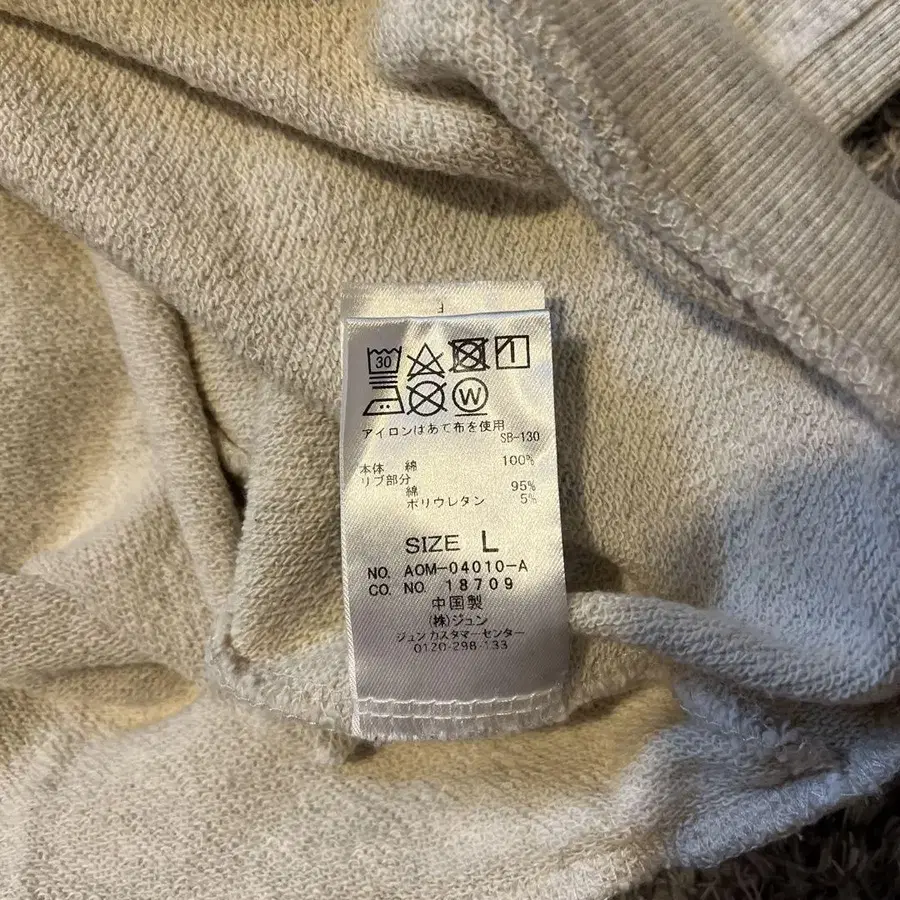 30
W
アイロンはあて布を使用
SB-130
本体 綿 100%
リブ部分
綿 95%
ポリウレタン 5%
SIZE L
NO. AOM-04010-A
CO. NO. 18709
中国製
(株)ジュン
ジュンカスタマーセンター
0120-298-133